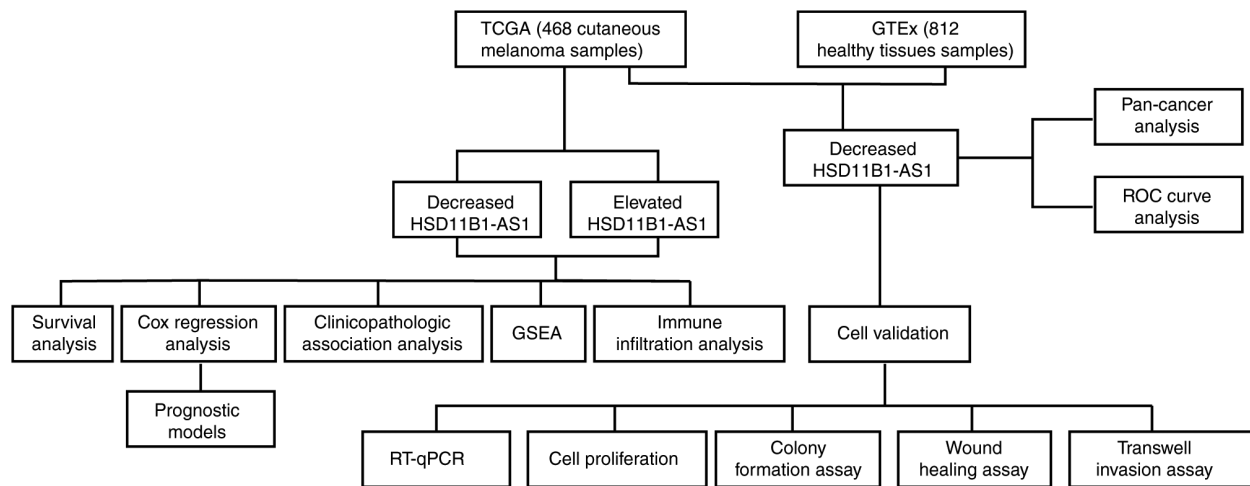 TCGA (468 cutaneous
melanoma samples)
GTEx (812
healthy tissues samples)
Pan-cancer
analysis
Decreased
HSD11B1-AS1
ROC curve
analysis
Decreased
HSD11B1-AS1
Elevated
HSD11B1-AS1
Survival
analysis
Cox regression
analysis
Clinicopathologic
association analysis
GSEA
Immune
infiltration analysis
Cell validation
Prognostic
models
RT-qPCR
Cell proliferation
Colony
formation assay
Wound
healing assay
Transwell
invasion assay